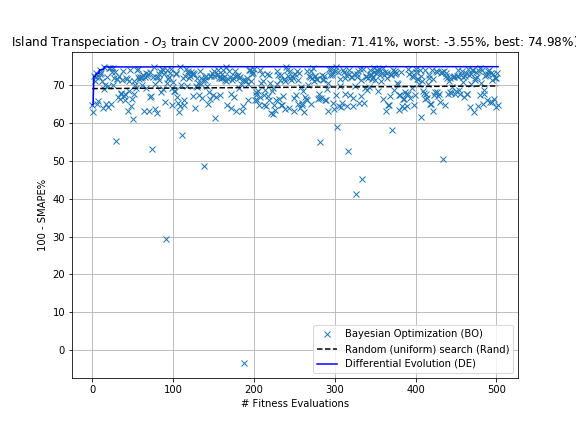 Island Transpeciation - O₃ train CV 2000-2009 (median: 71.41%, worst: -3.55%, best: 74.98%)
100 - SMAPE%
70
60
50
40
30
20
10
0
Bayesian Optimization (BO)
Random (uniform) search (Rand)
Differential Evolution (DE)
0 100 200 300 400 500
# Fitness Evaluations